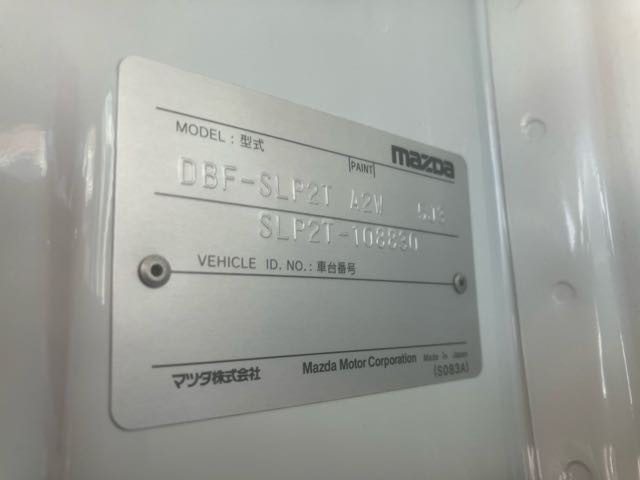 MODEL : 型式
PAINT
mazda
DBF-SLP2T A2W 5J3
SLP2T-108830
VEHICLE ID. NO. : 車台番号
マツダ株式会社 Mazda Motor Corporation Made in Japan
(S083A)